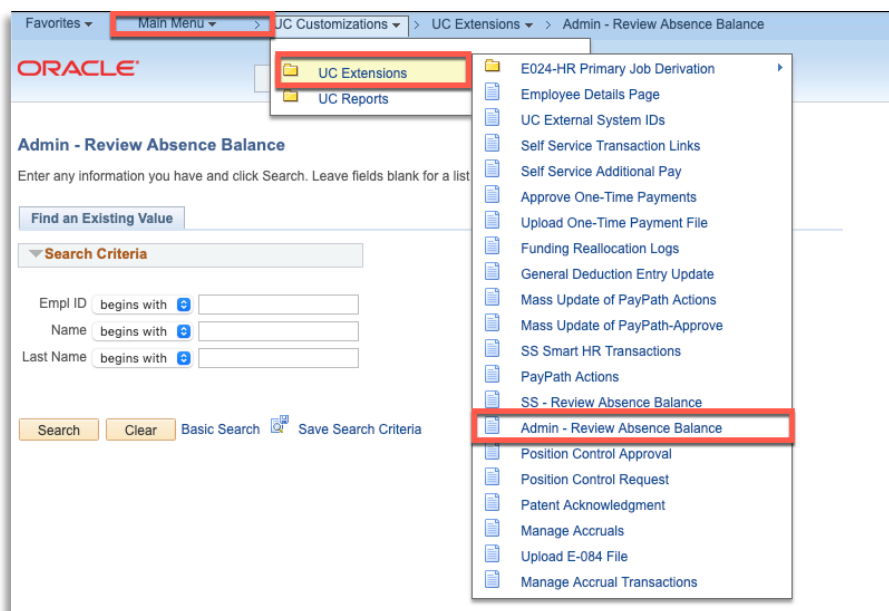 Favorites Main Menu > UC Customizations > UC Extensions > Admin - Review Absence Balance
ORACLE
UC Extensions
UC Reports
E024-HR Primary Job Derivation
Employee Details Page
UC External System IDs
Self Service Transaction Links
Self Service Additional Pay
Approve One-Time Payments
Upload One-Time Payment File
Funding Reallocation Logs
General Deduction Entry Update
Mass Update of PayPath Actions
Mass Update of PayPath-Approve
SS Smart HR Transactions
PayPath Actions
SS - Review Absence Balance
Admin - Review Absence Balance
Position Control Approval
Position Control Request
Patent Acknowledgment
Manage Accruals
Upload E-084 File
Manage Accrual Transactions
Admin - Review Absence Balance
Enter any information you have and click Search. Leave fields blank for a list
Find an Existing Value
Search Criteria
Empl ID begins with
Name begins with
Last Name begins with
Search Clear Basic Search Save Search Criteria